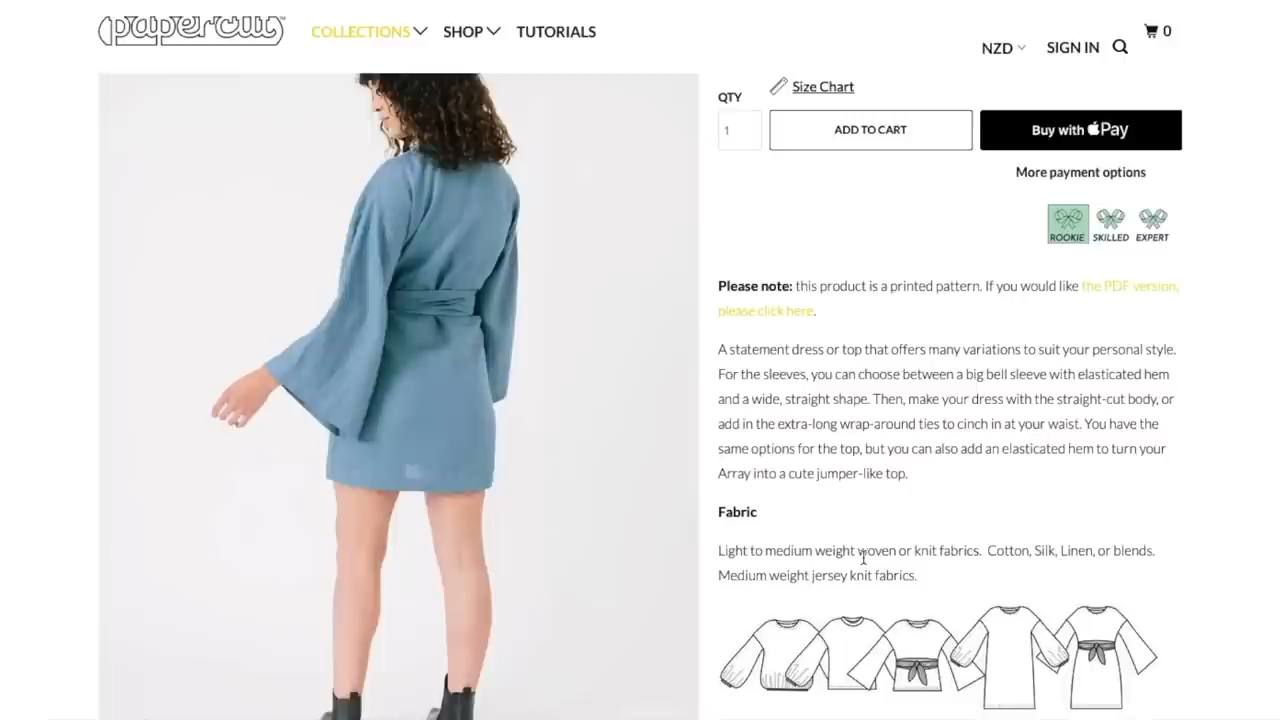 papercut
COLLECTIONS SHOP TUTORIALS
NZD SIGN IN 0
Size Chart
QTY
1 ADD TO CART Buy with Pay
More payment options
ROOKIE SKILLED EXPERT
Please note: this product is a printed pattern. If you would like the PDF version,
please click here.
A statement dress or top that offers many variations to suit your personal style.
For the sleeves, you can choose between a big bell sleeve with elasticated hem
and a wide, straight shape. Then, make your dress with the straight-cut body, or
add in the extra-long wrap-around ties to cinch in at your waist. You have the
same options for the top, but you can also add an elasticated hem to turn your
Array into a cute jumper-like top.
Fabric
Light to medium weight woven or knit fabrics. Cotton, Silk, Linen, or blends.
Medium weight jersey knit fabrics.